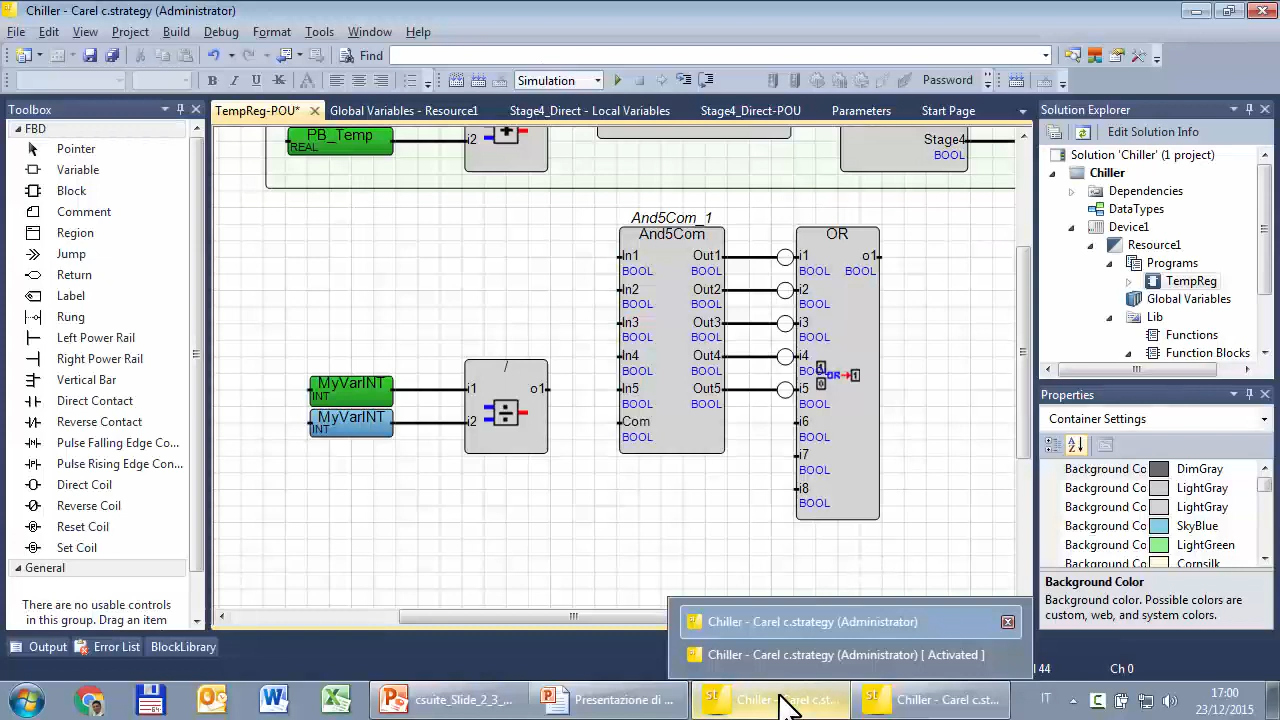 Chiller - Carel c.strategy (Administrator)
File Edit View Project Build Debug Format Tools Window Help
Find
B I U A Simulation Password
Toolbox
FBD
Pointer
Variable
Block
Comment
Region
Jump
Return
Label
Rung
Left Power Rail
Right Power Rail
Vertical Bar
Direct Contact
Reverse Contact
Pulse Falling Edge Co...
Pulse Rising Edge Con...
Direct Coil
Reverse Coil
Reset Coil
Set Coil
General
There are no usable controls
in this group. Drag an item
TempReg-POU* Global Variables - Resource1 Stage4_Direct - Local Variables Stage4_Direct-POU Parameters Start Page
PB_Temp
REAL
i2
Stage4
BOOL
And5Com_1
And5Com
In1 Out1
BOOL BOOL
In2 Out2
BOOL BOOL
In3 Out3
BOOL BOOL
In4 Out4
BOOL BOOL
In5 Out5
BOOL BOOL
Com
BOOL
OR
i1 o1
BOOL BOOL
i2
BOOL
i3
BOOL
i4
i5
BOOL
i6
BOOL
i7
BOOL
i8
BOOL
OR
MyVarINT
INT
MyVarINT
INT
/
i1 o1
i2
Solution Explorer
Edit Solution Info
Solution 'Chiller' (1 project)
Chiller
Dependencies
DataTypes
Device1
Resource1
Programs
TempReg
Global Variables
Lib
Functions
Function Blocks
Properties
Container Settings
Background Co DimGray
Background Co LightGray
Background Co LightGray
Background Co SkyBlue
Background Co LightGreen
Background Co Cornsilk
Background Color
Background color. Possible colors
are custom, web, and system colors.
Chiller - Carel c.strategy (Administrator)
Chiller - Carel c.strategy (Administrator) [ Activated ]
Output Error List BlockLibrary
44 Ch 0
csuite_Slide_2_3_... Presentazione di ... Chiller - Carel c.st... Chiller - Carel c.st...
IT
17:00
23/12/2015